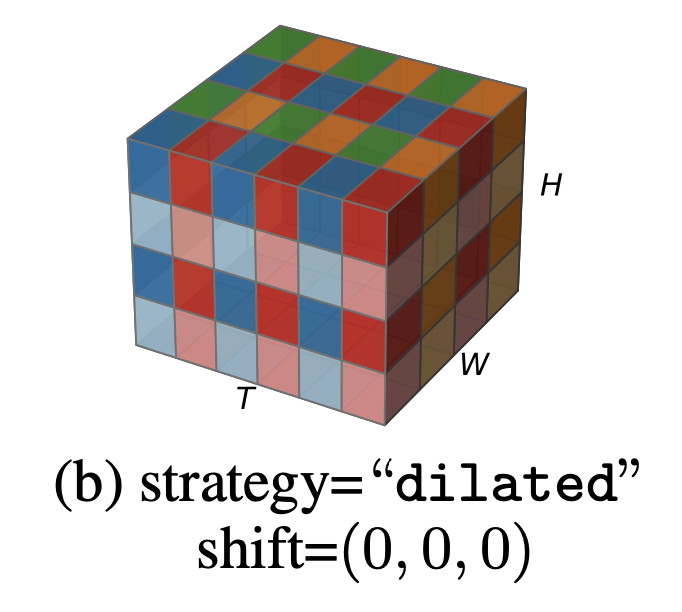 H
W
T
(b) strategy=“dilated”
shift=(0, 0, 0)